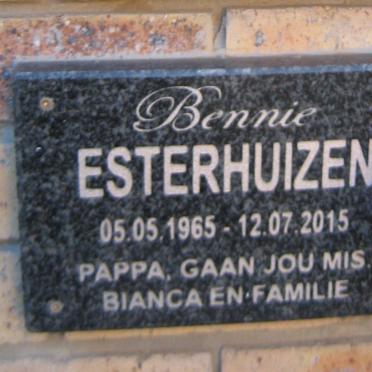 Bennie
ESTERHUIZEN
05.05.1965 - 12.07.2015
PAPPA, GAAN JOU MIS.
BIANCA EN FAMILIE